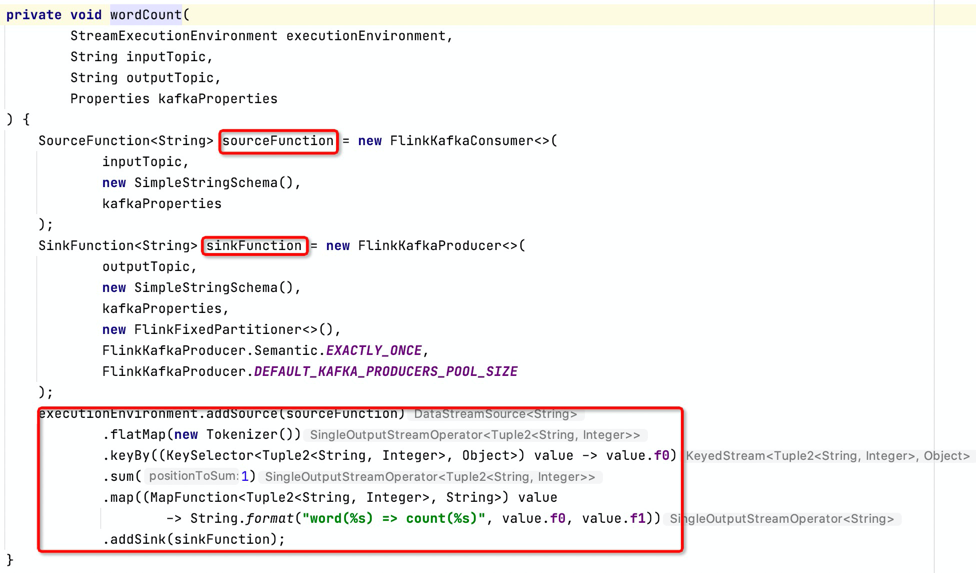 private void wordCount(
StreamExecutionEnvironment executionEnvironment,
String inputTopic,
String outputTopic,
Properties kafkaProperties
) {
SourceFunction<String> sourceFunction = new FlinkKafkaConsumer<>(
inputTopic,
new SimpleStringSchema(),
kafkaProperties
);
SinkFunction<String> sinkFunction = new FlinkKafkaProducer<>(
outputTopic,
new SimpleStringSchema(),
kafkaProperties,
new FlinkFixedPartitioner<>(),
FlinkKafkaProducer.Semantic.EXACTLY_ONCE,
FlinkKafkaProducer.DEFAULT_KAFKA_PRODUCERS_POOL_SIZE
);
executionEnvironment.addSource(sourceFunction) DataStreamSource<String>
.flatMap(new Tokenizer()) SingleOutputStreamOperator<Tuple2<String, Integer>>
.keyBy((KeySelector<Tuple2<String, Integer>, Object>) value -> value.f0) KeyedStream<Tuple2<String, Integer>, Object>
.sum( positionToSum: 1) SingleOutputStreamOperator<Tuple2<String, Integer>>
.map((MapFunction<Tuple2<String, Integer>, String>) value
-> String.format("word(%s) => count(%s)", value.f0, value.f1)) SingleOutputStreamOperator<String>
.addSink(sinkFunction);
}